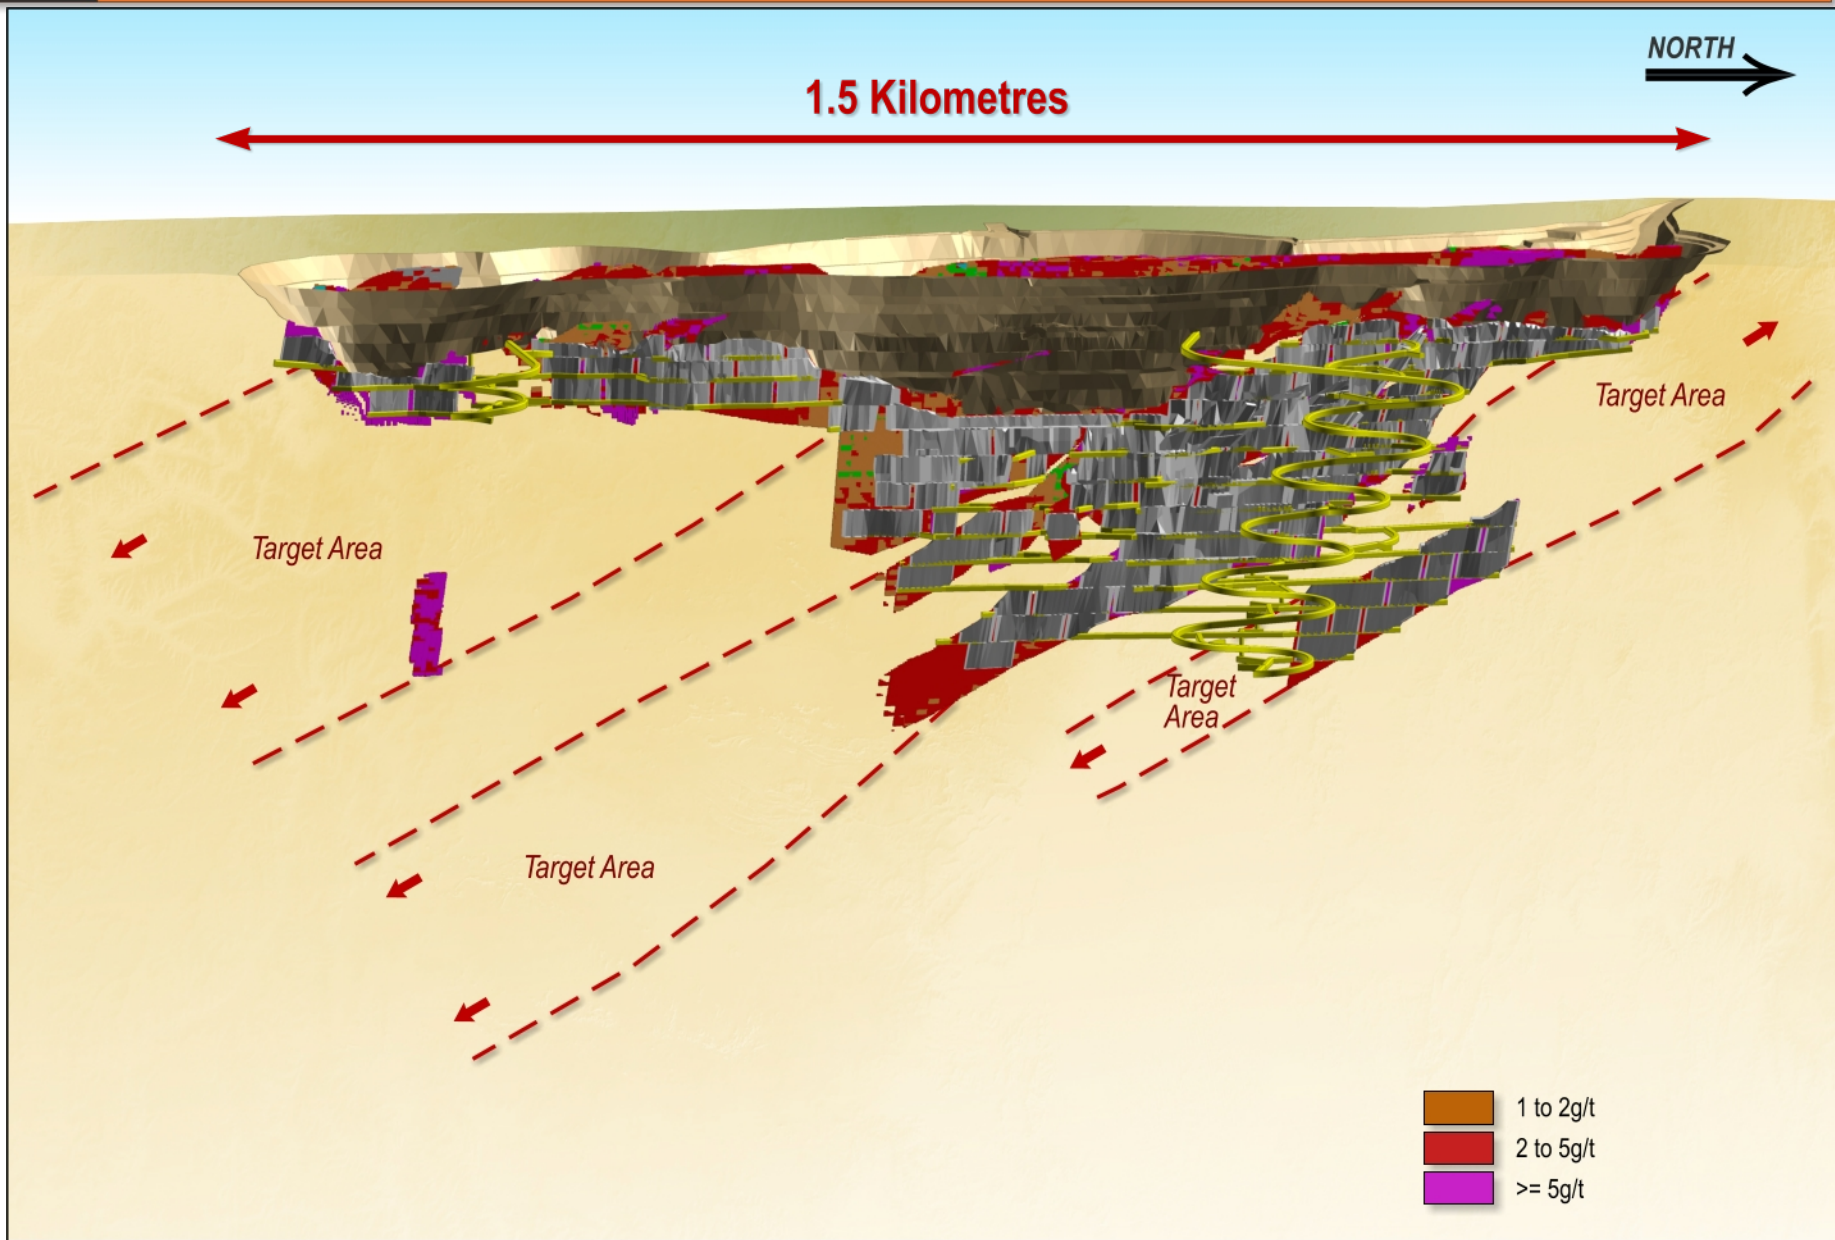 NORTH
1.5 Kilometres
Target Area
Target Area
Target
Area
Target Area
1 to 2g/t
2 to 5g/t
>= 5g/t